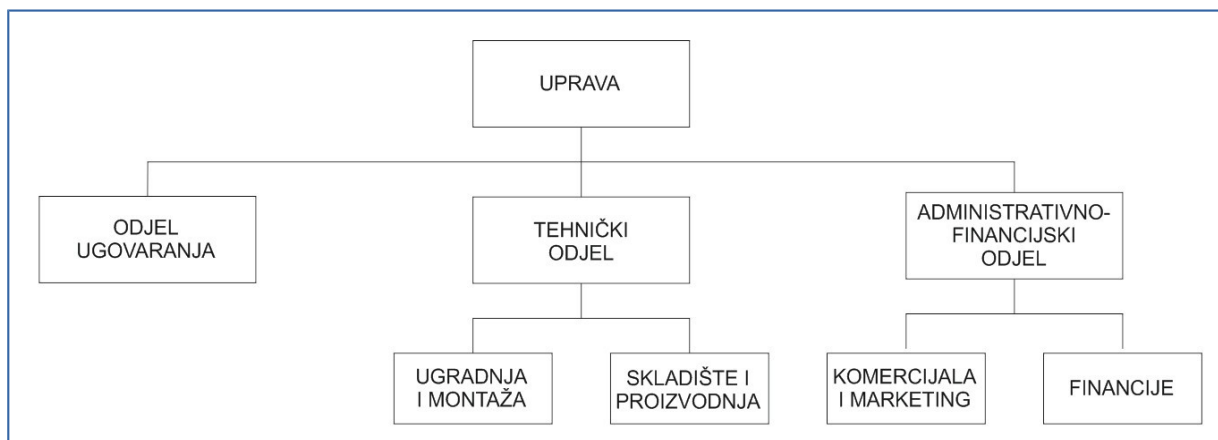 UPRAVA
ODJEL
UGOVARANJA
TEHNIČKI
ODJEL
ADMINISTRATIVNO-
FINANCIJSKI
ODJEL
UGRADNJA
I MONTAŽA
SKLADIŠTE I
PROIZVODNJA
KOMERCIJALA
I MARKETING
FINANCIJE